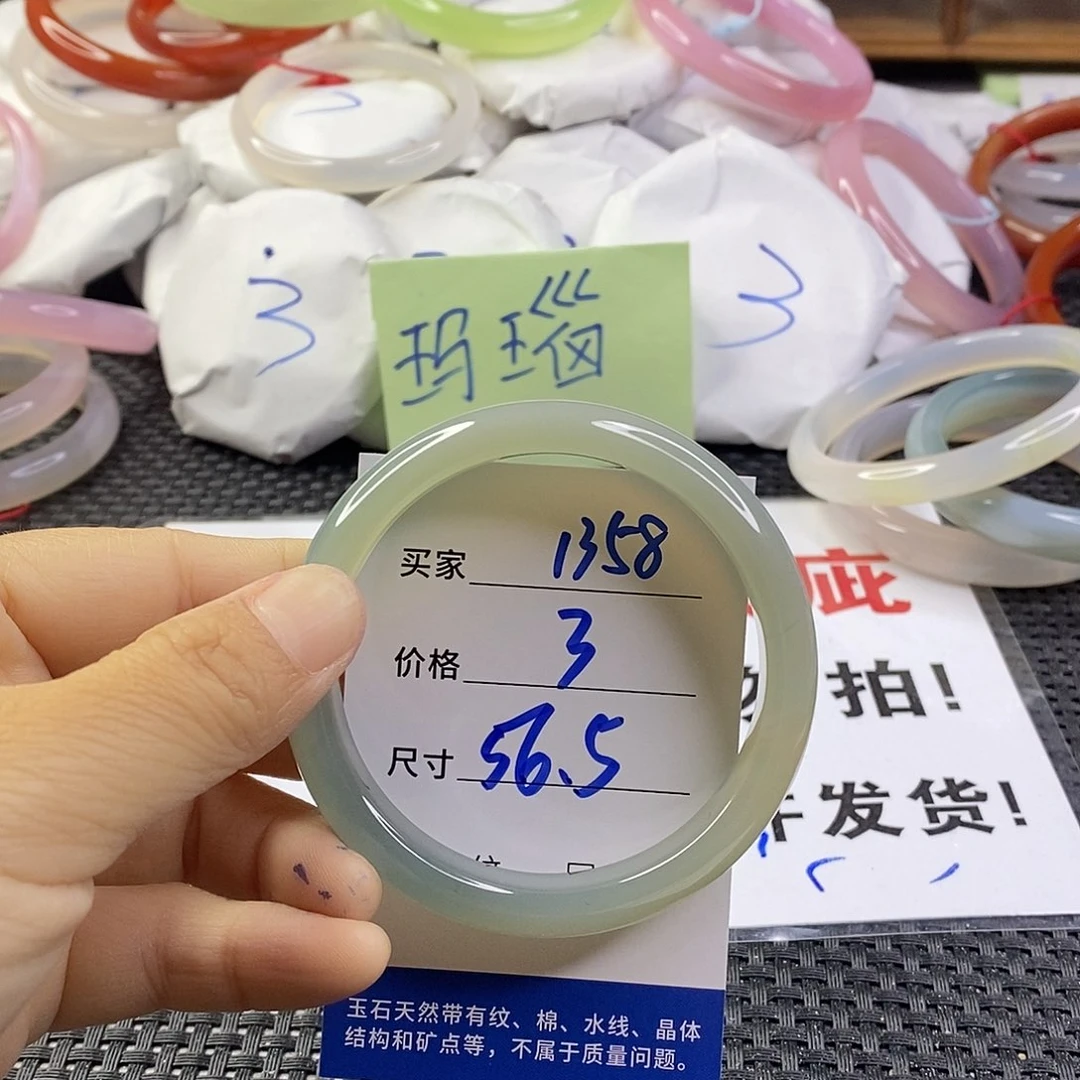 3
3
玛瑙
买家 1358
价格 3
尺寸 56.5
疵
拍!
发货!
玉石天然带有纹、棉、水线、晶体
结构和矿点等,不属于质量问题。